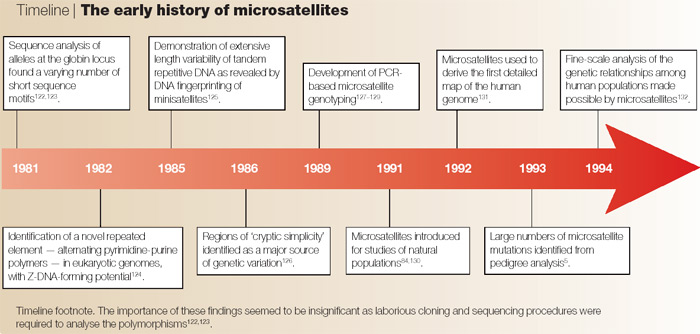 Timeline | The early history of microsatellites
Sequence analysis of
alleles at the globin locus
found a varying number of
short sequence
motifs122,123.
Demonstration of extensive
length variability of tandem
repetitive DNA as revealed by
DNA fingerprinting of
minisatellites125.
Development of PCR-
based microsatellite
genotyping127–129.
Microsatellites used to
derive the first detailed
map of the human
genome131.
Fine-scale analysis of the
genetic relationships among
human populations made
possible by microsatellites132.
1981 1982 1985 1986 1989 1991 1992 1993 1994
Identification of a novel repeated
element — alternating pyrimidine-purine
polymers — in eukaryotic genomes,
with Z-DNA-forming potential124.
Regions of ‘cryptic simplicity’
identified as a major source
of genetic variation126.
Microsatellites introduced
for studies of natural
populations84,130.
Large numbers of microsatellite
mutations identified from
pedigree analysis5.
Timeline footnote. The importance of these findings seemed to be insignificant as laborious cloning and sequencing procedures were
required to analyse the polymorphisms122,123.